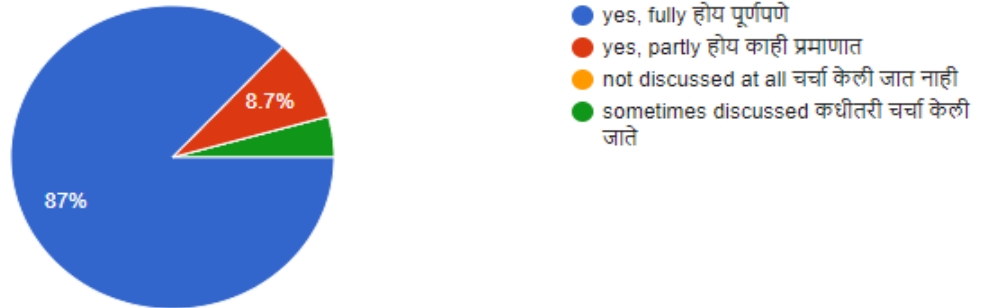 yes, fully होय पूर्णपणे
yes, partly होय काही प्रमाणात
not discussed at all चर्चा केली जात नाही
sometimes discussed कधीतरी चर्चा केली
जाते
8.7%
87%